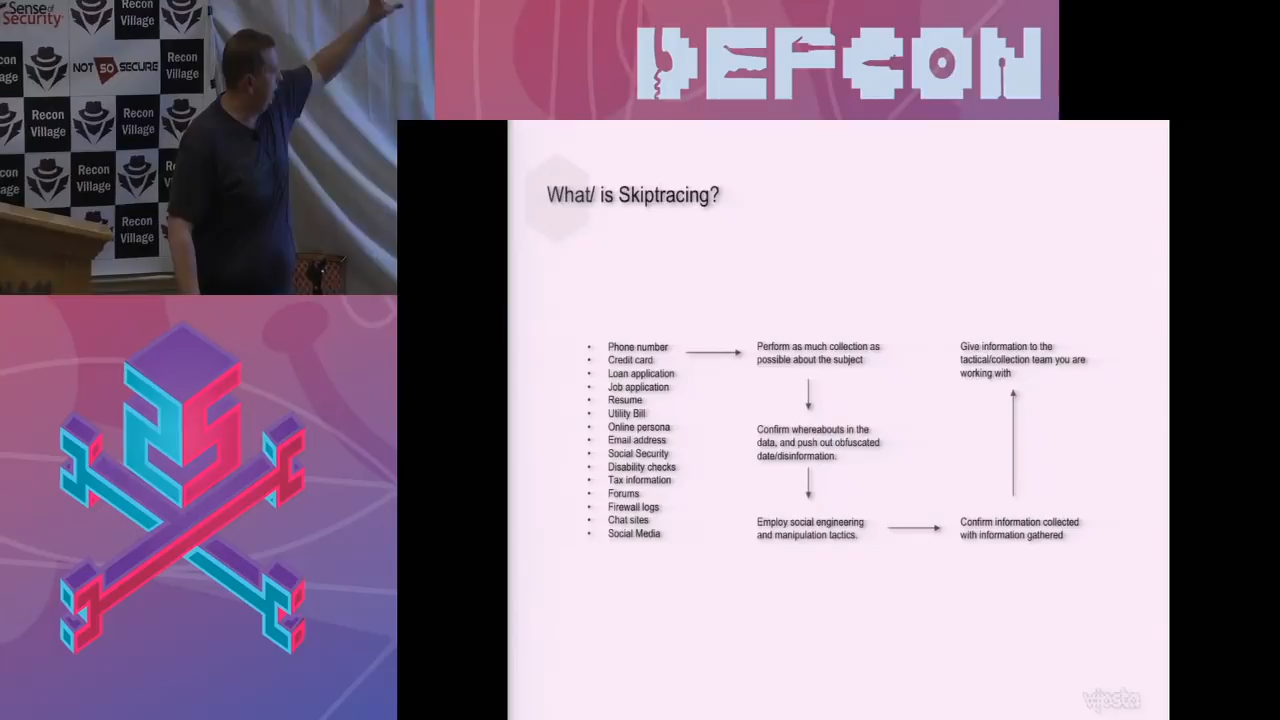 Sense of
Security
Recon
Village
NOT SO SECURE
Recon
Village
Recon
Village
Recon
Village
Recon
Village
Recon
Village
DEFCON
What/ is Skiptracing?
• Phone number
• Credit card
• Loan application
• Job application
• Resume
• Utility Bill
• Online persona
• Email address
• Social Security
• Disability checks
• Tax information
• Forums
• Firewall logs
• Chat sites
• Social Media
Perform as much collection as
possible about the subject
Confirm whereabouts in the
data, and push out obfuscated
date/disinformation.
Employ social engineering
and manipulation tactics.
Give information to the
tactical/collection team you are
working with
Confirm information collected
with information gathered